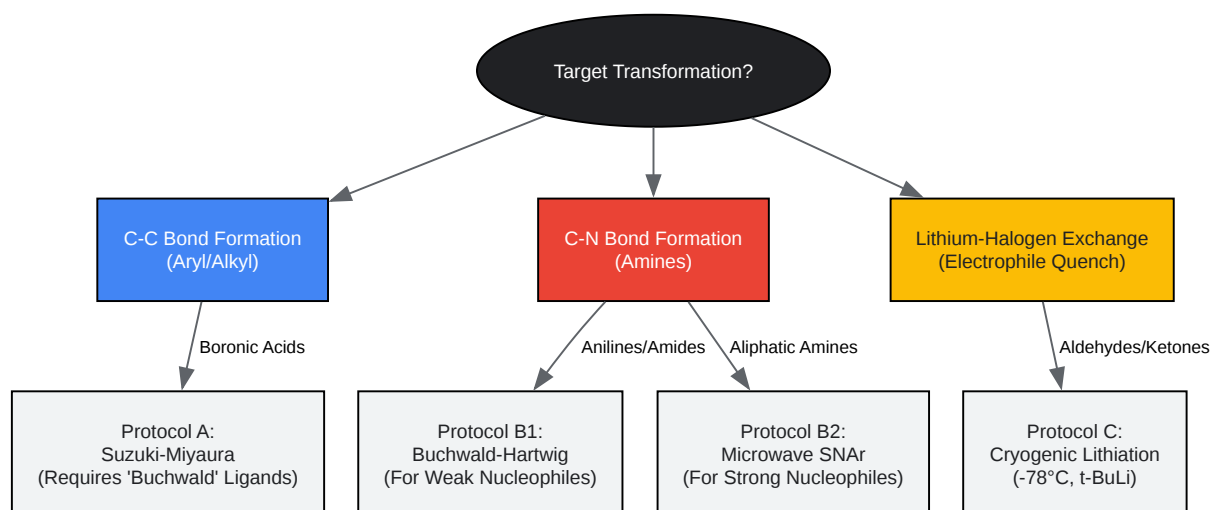 Target Transformation?
C-C Bond Formation
(Aryl/Alkyl)
C-N Bond Formation
(Amines)
Lithium-Halogen Exchange
(Electrophile Quench)
Boronic Acids
Anilines/Amides
Aliphatic Amines
Aldehydes/Ketones
Protocol A:
Suzuki-Miyaura
(Requires 'Buchwald' Ligands)
Protocol B1:
Buchwald-Hartwig
(For Weak Nucleophiles)
Protocol B2:
Microwave SNAr
(For Strong Nucleophiles)
Protocol C:
Cryogenic Lithiation
(-78°C, t-BuLi)